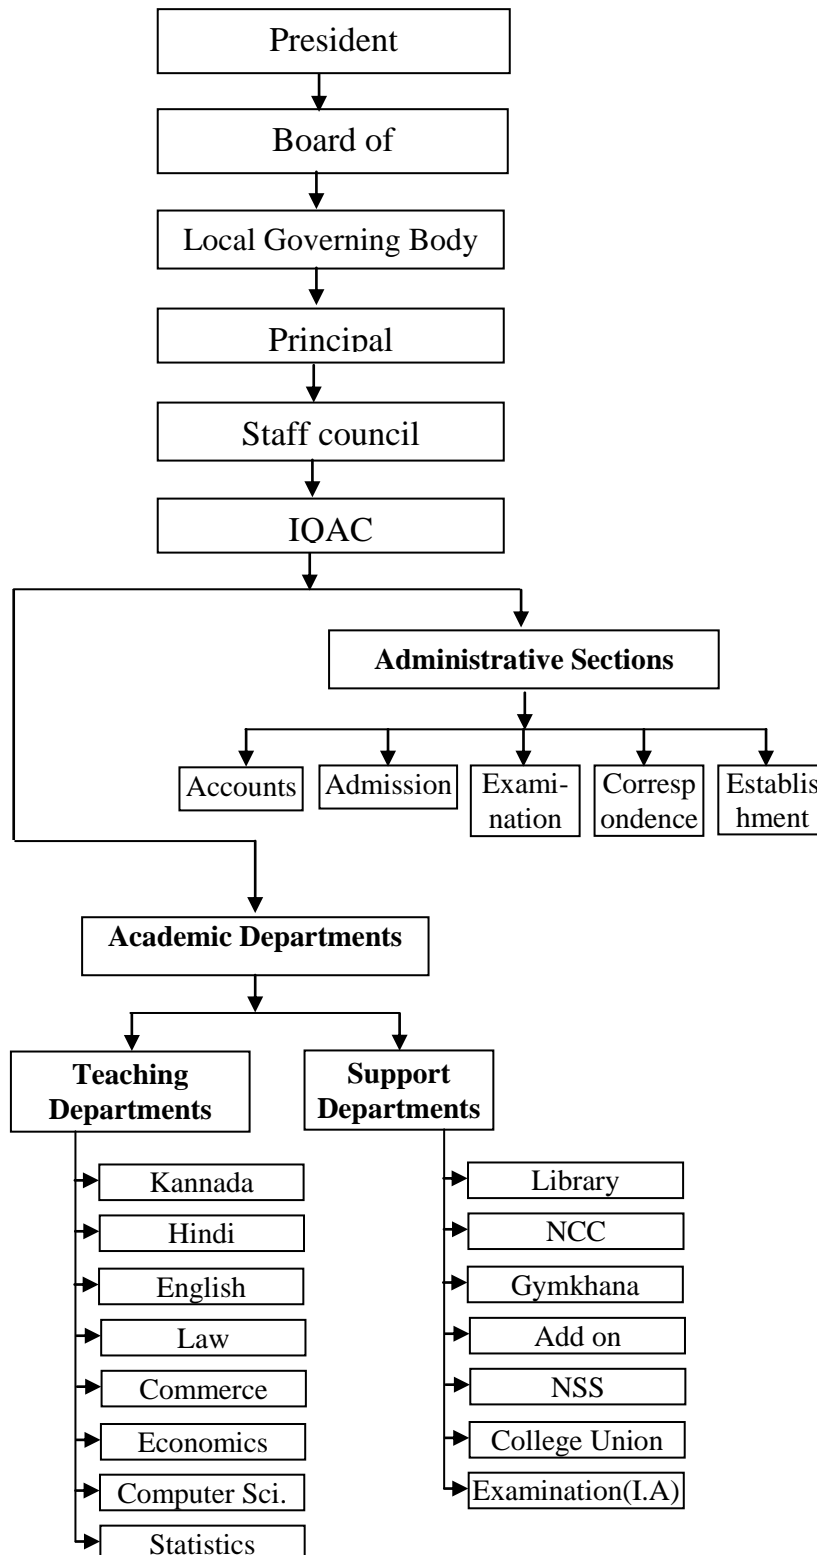 President
Board of
Local Governing Body
Principal
Staff council
IQAC
Administrative Sections
Accounts
Admission
Exami-
nation
Corresp
ondence
Establis
hment
Academic Departments
Teaching
Departments
Support
Departments
Kannada
Hindi
English
Law
Commerce
Economics
Computer Sci.
Statistics
Library
NCC
Gymkhana
Add on
NSS
College Union
Examination(I.A)